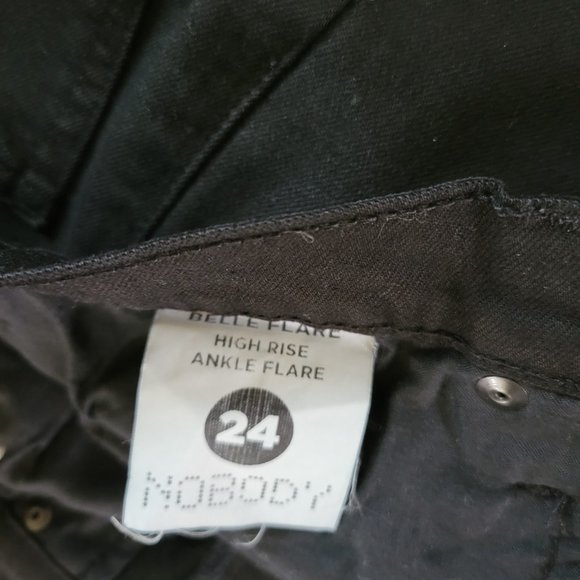 BELLE FLARE
HIGH RISE
ANKLE FLARE
24
NOBODY